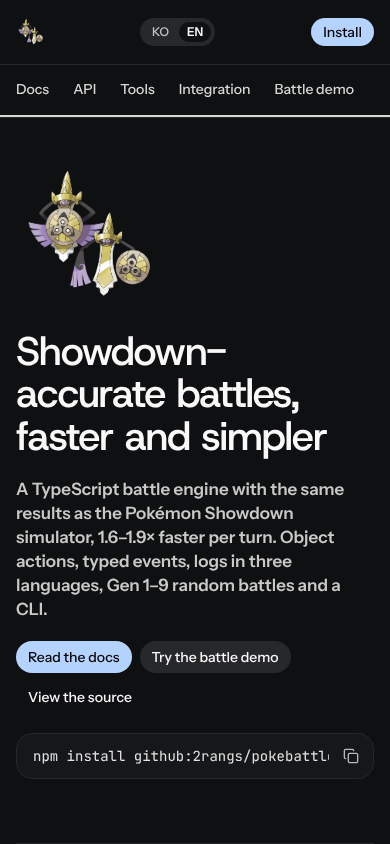 KO EN Install
Docs API Tools Integration Battle demo
Showdown-
accurate battles,
faster and simpler
A TypeScript battle engine with the same
results as the Pokémon Showdown
simulator, 1.6–1.9× faster per turn. Object
actions, typed events, logs in three
languages, Gen 1–9 random battles and a
CLI.
Read the docs Try the battle demo
View the source
npm install github:2rangs/pokebattl